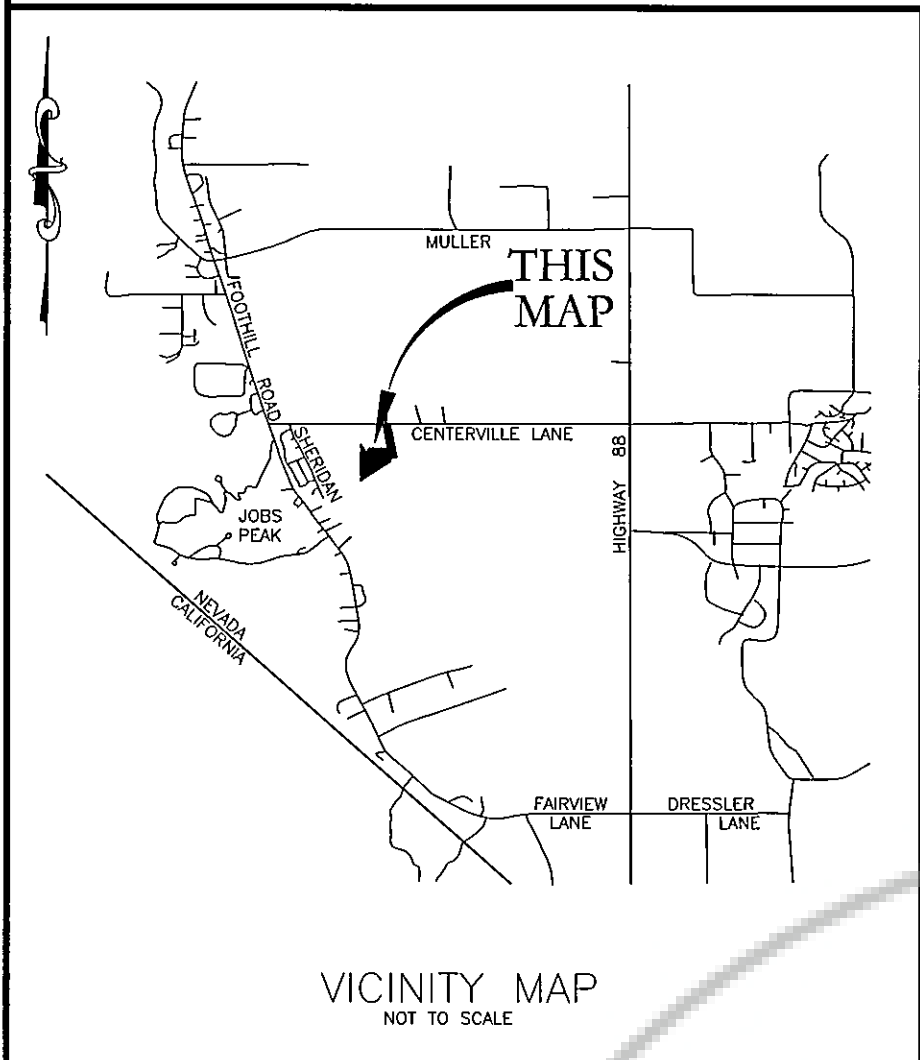 MULLER
THIS
MAP
FOOTHILL ROAD
SHERIDAN
CENTERVILLE LANE
HIGHWAY 88
JOBS
PEAK
NEVADA
CALIFORNIA
FAIRVIEW
LANE
DRESSLER
LANE
VICINITY MAP
NOT TO SCALE